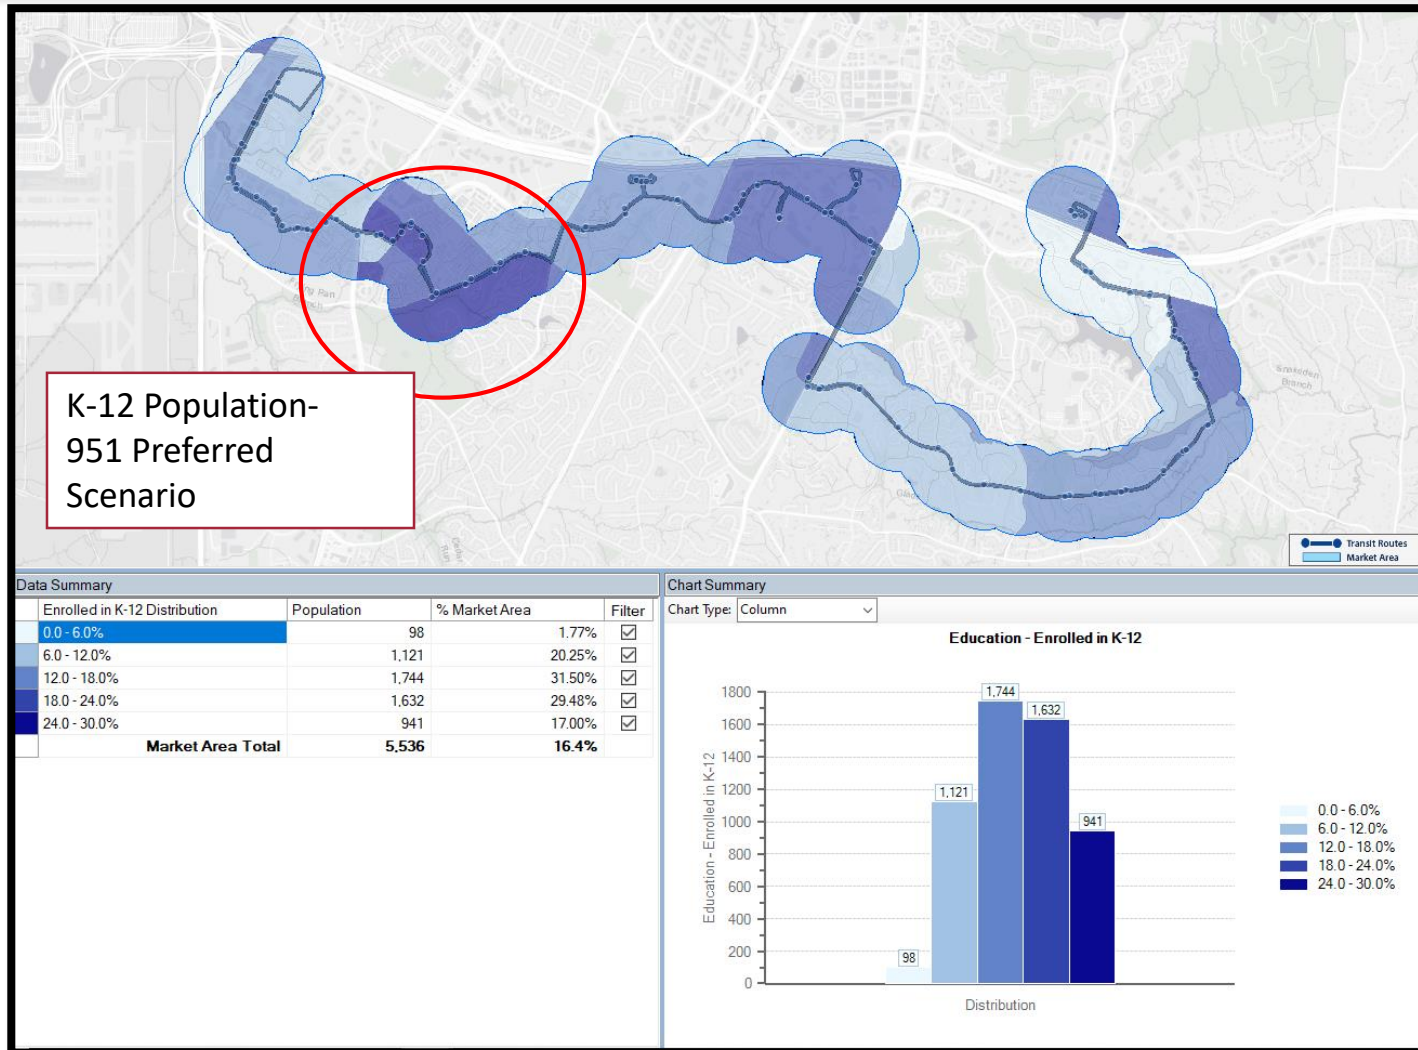 Pan
Branch
Snakeden
Branch
K-12 Population-
951 Preferred
Scenario
Transit Routes
Market Area
Data Summary
Enrolled in K-12 Distribution Population % Market Area Filter
0.0 - 6.0% 98 1.77%
6.0 - 12.0% 1,121 20.25%
12.0 - 18.0% 1,744 31.50%
18.0 - 24.0% 1,632 29.48%
24.0 - 30.0% 941 17.00%
Market Area Total 5,536 16.4%
Chart Summary
Chart Type: Column
Education - Enrolled in K-12
Education - Enrolled in K-12
1800
1600
1400
1200
1000
800
600
400
200
0
98
1,121
1,744
1,632
941
Distribution
0.0 - 6.0%
6.0 - 12.0%
12.0 - 18.0%
18.0 - 24.0%
24.0 - 30.0%